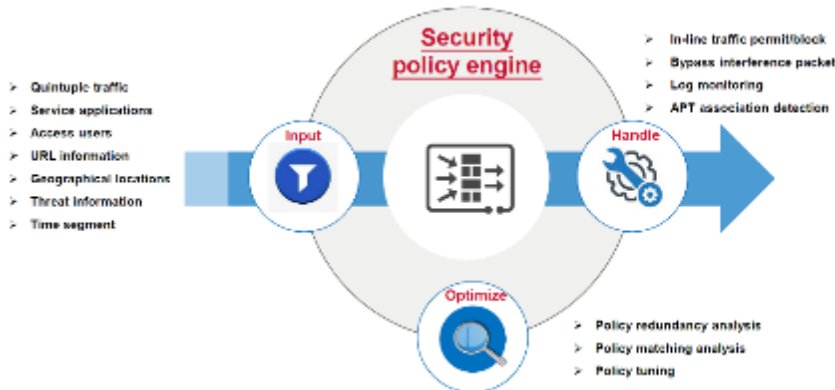 Security
policy engine
➢ Quintuple traffic
➢ Service applications
➢ Access users
➢ URL information
➢ Geographical locations
➢ Threat information
➢ Time segment
Input
➢ In-line traffic permit/block
➢ Bypass interference packet
➢ Log monitoring
➢ APT association detection
Handle
Optimize
➢ Policy redundancy analysis
➢ Policy matching analysis
➢ Policy tuning